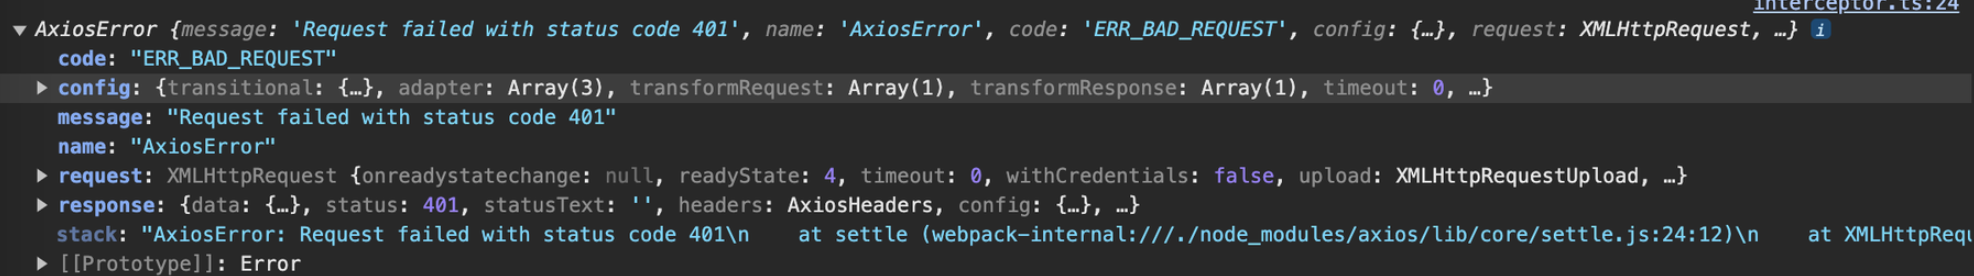 interceptor.ts:24
AxiosError {message: 'Request failed with status code 401', name: 'AxiosError', code: 'ERR_BAD_REQUEST', config: {…}, request: XMLHttpRequest, …} i
code: "ERR_BAD_REQUEST"
config: {transitional: {…}, adapter: Array(3), transformRequest: Array(1), transformResponse: Array(1), timeout: 0, …}
message: "Request failed with status code 401"
name: "AxiosError"
request: XMLHttpRequest {onreadystatechange: null, readyState: 4, timeout: 0, withCredentials: false, upload: XMLHttpRequestUpload, …}
response: {data: {…}, status: 401, statusText: '', headers: AxiosHeaders, config: {…}, …}
stack: "AxiosError: Request failed with status code 401\n    at settle (webpack-internal:///./node_modules/axios/lib/core/settle.js:24:12)\n    at
[[Prototype]]: Error